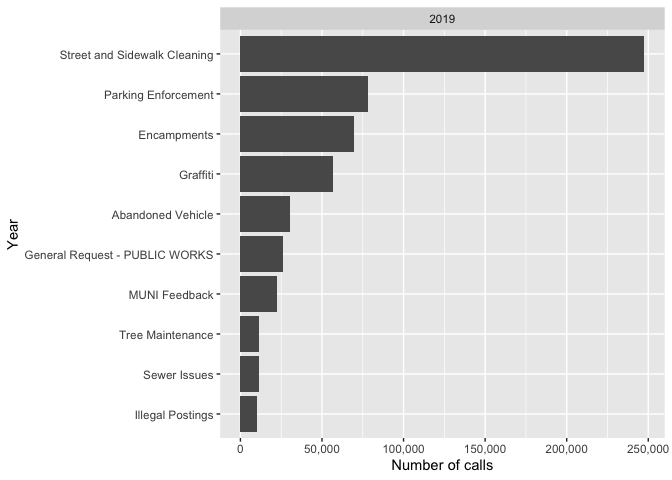 2019
Street and Sidewalk Cleaning
Parking Enforcement
Encampments
Graffiti
Abandoned Vehicle
General Request - PUBLIC WORKS
MUNI Feedback
Tree Maintenance
Sewer Issues
Illegal Postings
Year
0 50,000 100,000 150,000 200,000 250,000
Number of calls